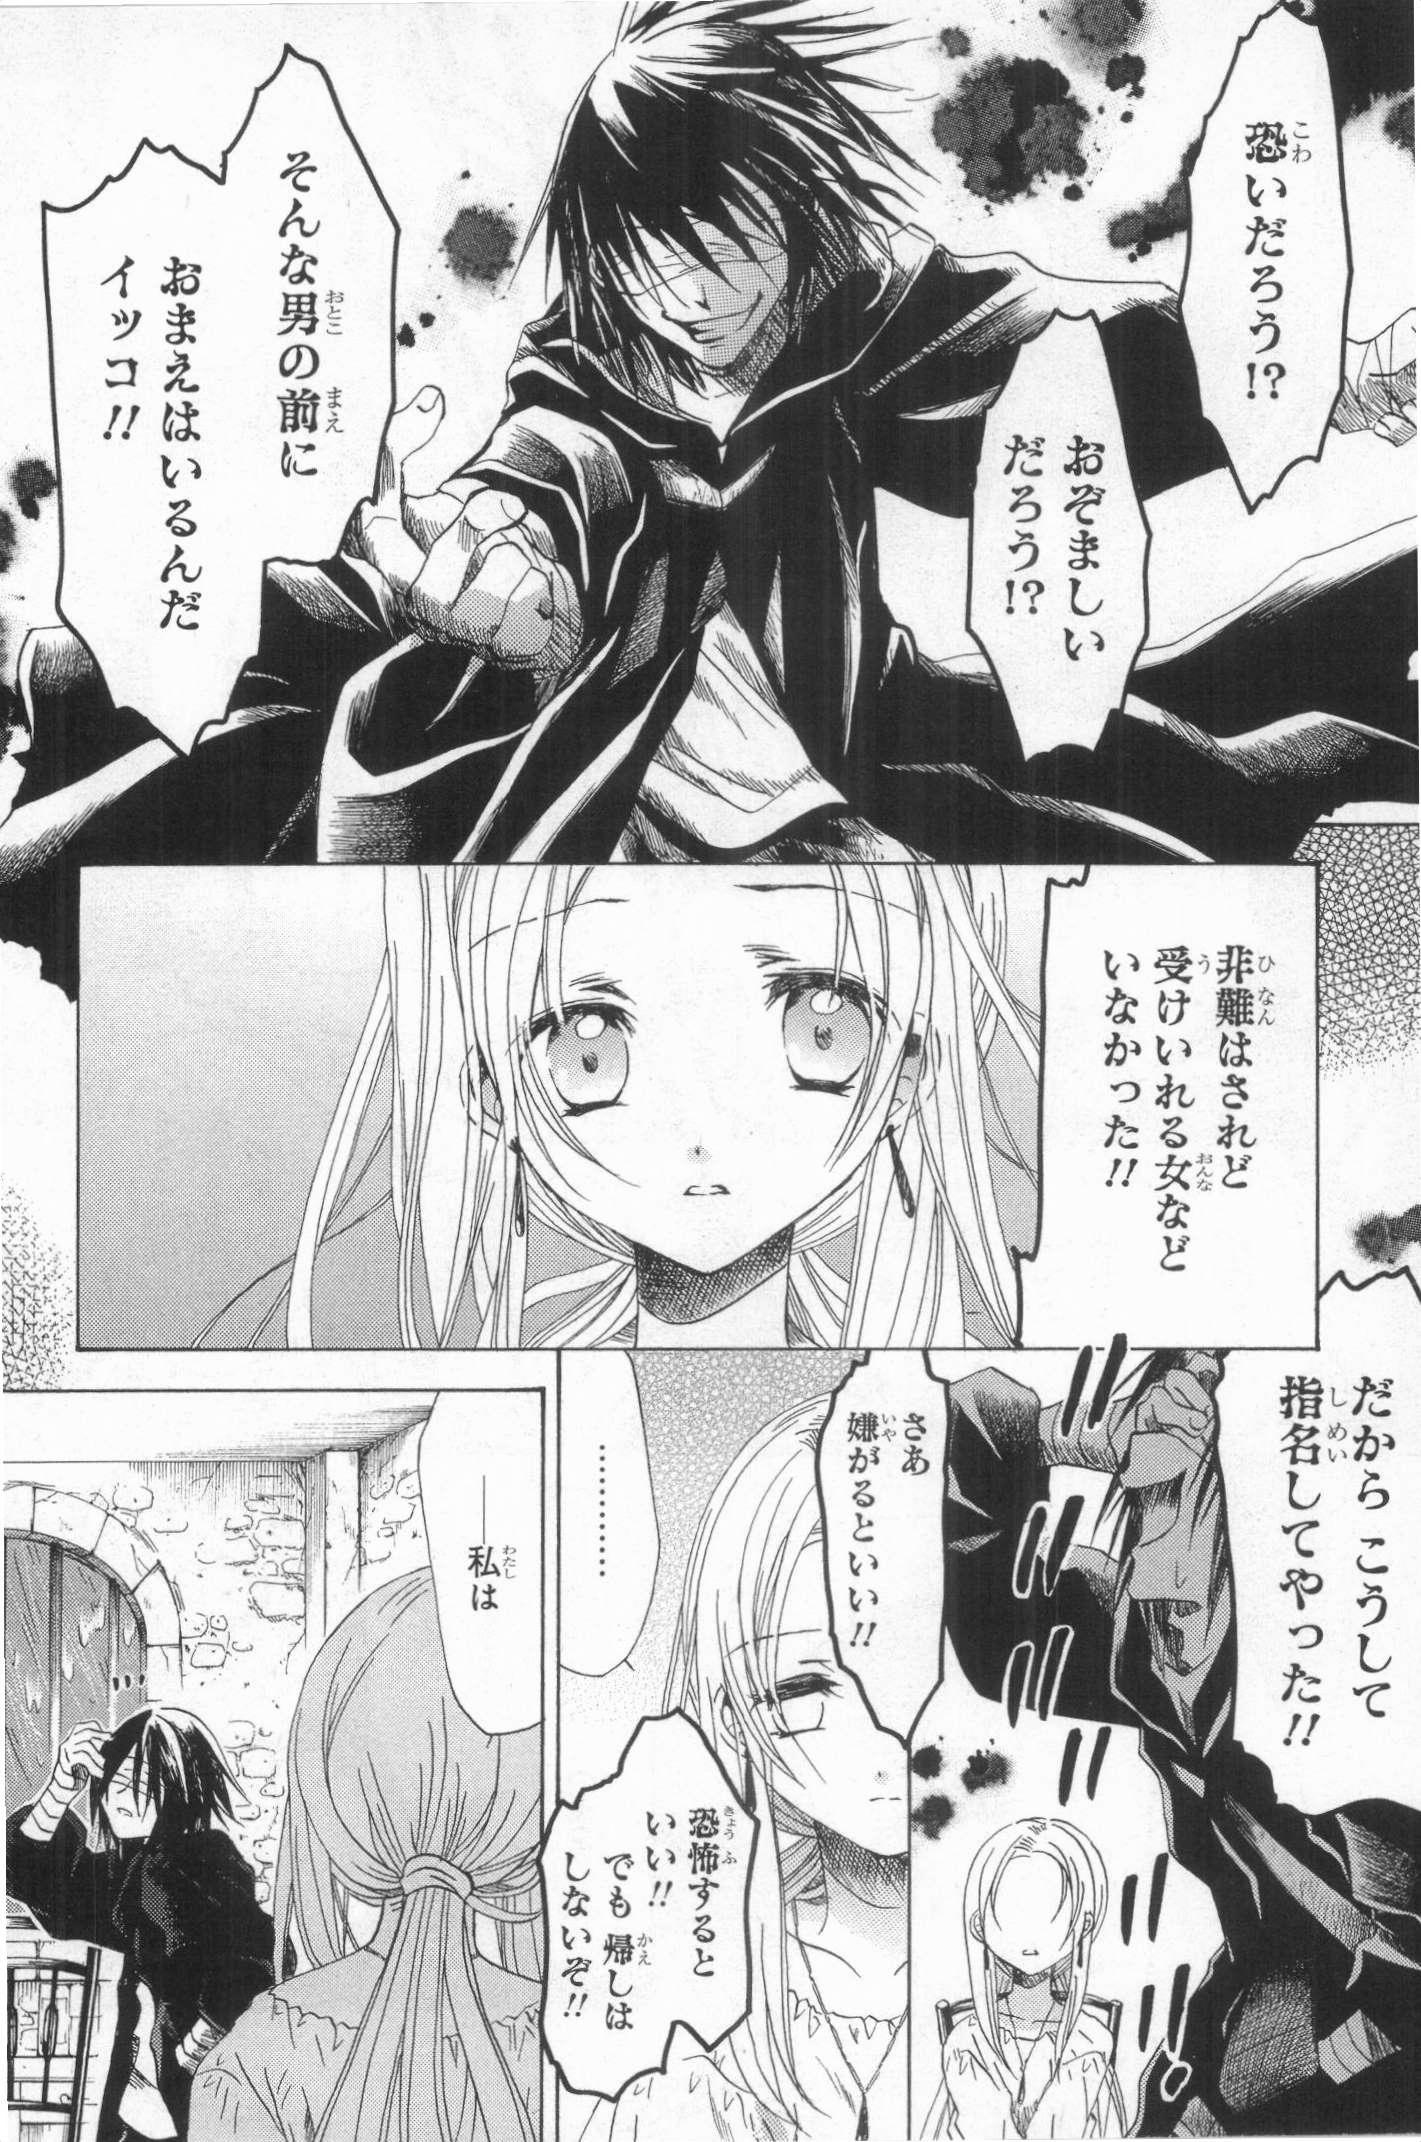 恐いだろう!?
おぞましい
だろう!?
そんな男の前に
おまえはいるんだ
イッコ!!
非難はされど
受けいれる女など
いなかった!!
だから こうして
指名してやった!!
さあ
嫌がるといい!!
恐怖すると
いい!!
でも 帰しは
しないぞ!!
………
――私は
…